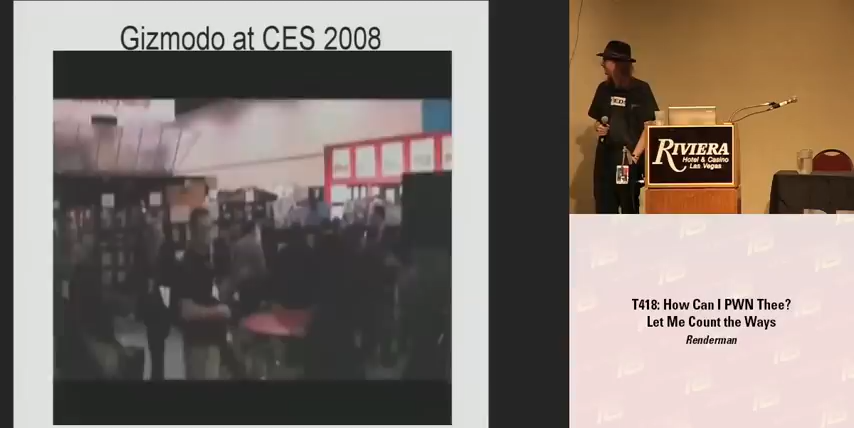 Gizmodo at CES 2008
RIVIERA
Hotel & Casino
Las Vegas
T418: How Can I PWN Thee?
Let Me Count the Ways
Renderman